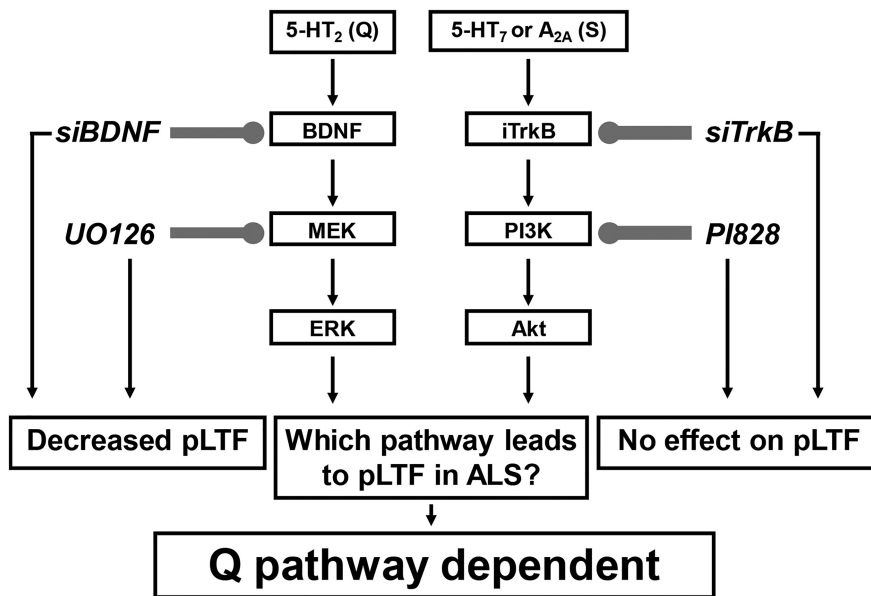 5-HT₂ (Q)
5-HT₇ or A₂A (S)
siBDNF
BDNF
iTrkB
siTrkB
UO126
MEK
PI3K
PI828
ERK
Akt
Decreased pLTF
Which pathway leads
to pLTF in ALS?
No effect on pLTF
Q pathway dependent